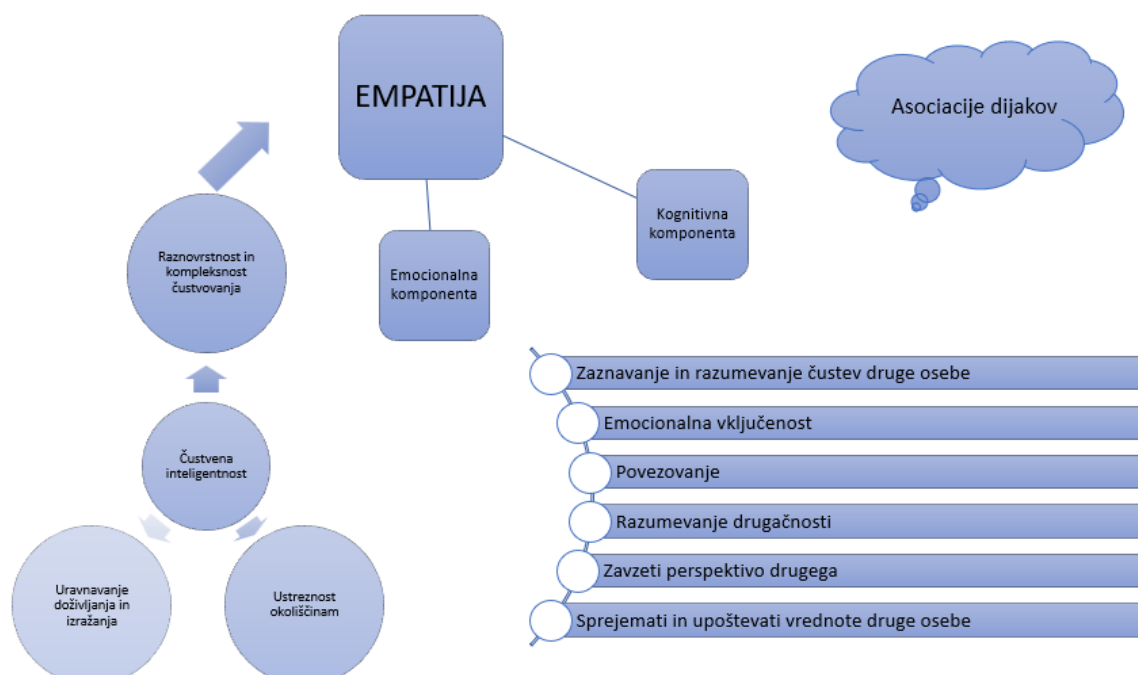 EMPATIJA
Asociacije dijakov
Kognitivna
komponenta
Emocionalna
komponenta
Raznovrstnost in
kompleksnost
čustvovanja
Čustvena
inteligentnost
Uravnavanje
doživljanja in
izražanja
Ustreznost
okoliščinam
Zaznavanje in razumevanje čustev druge osebe
Emocionalna vključenost
Povezovanje
Razumevanje drugačnosti
Zavzeti perspektivo drugega
Sprejemati in upoštevati vrednote druge osebe